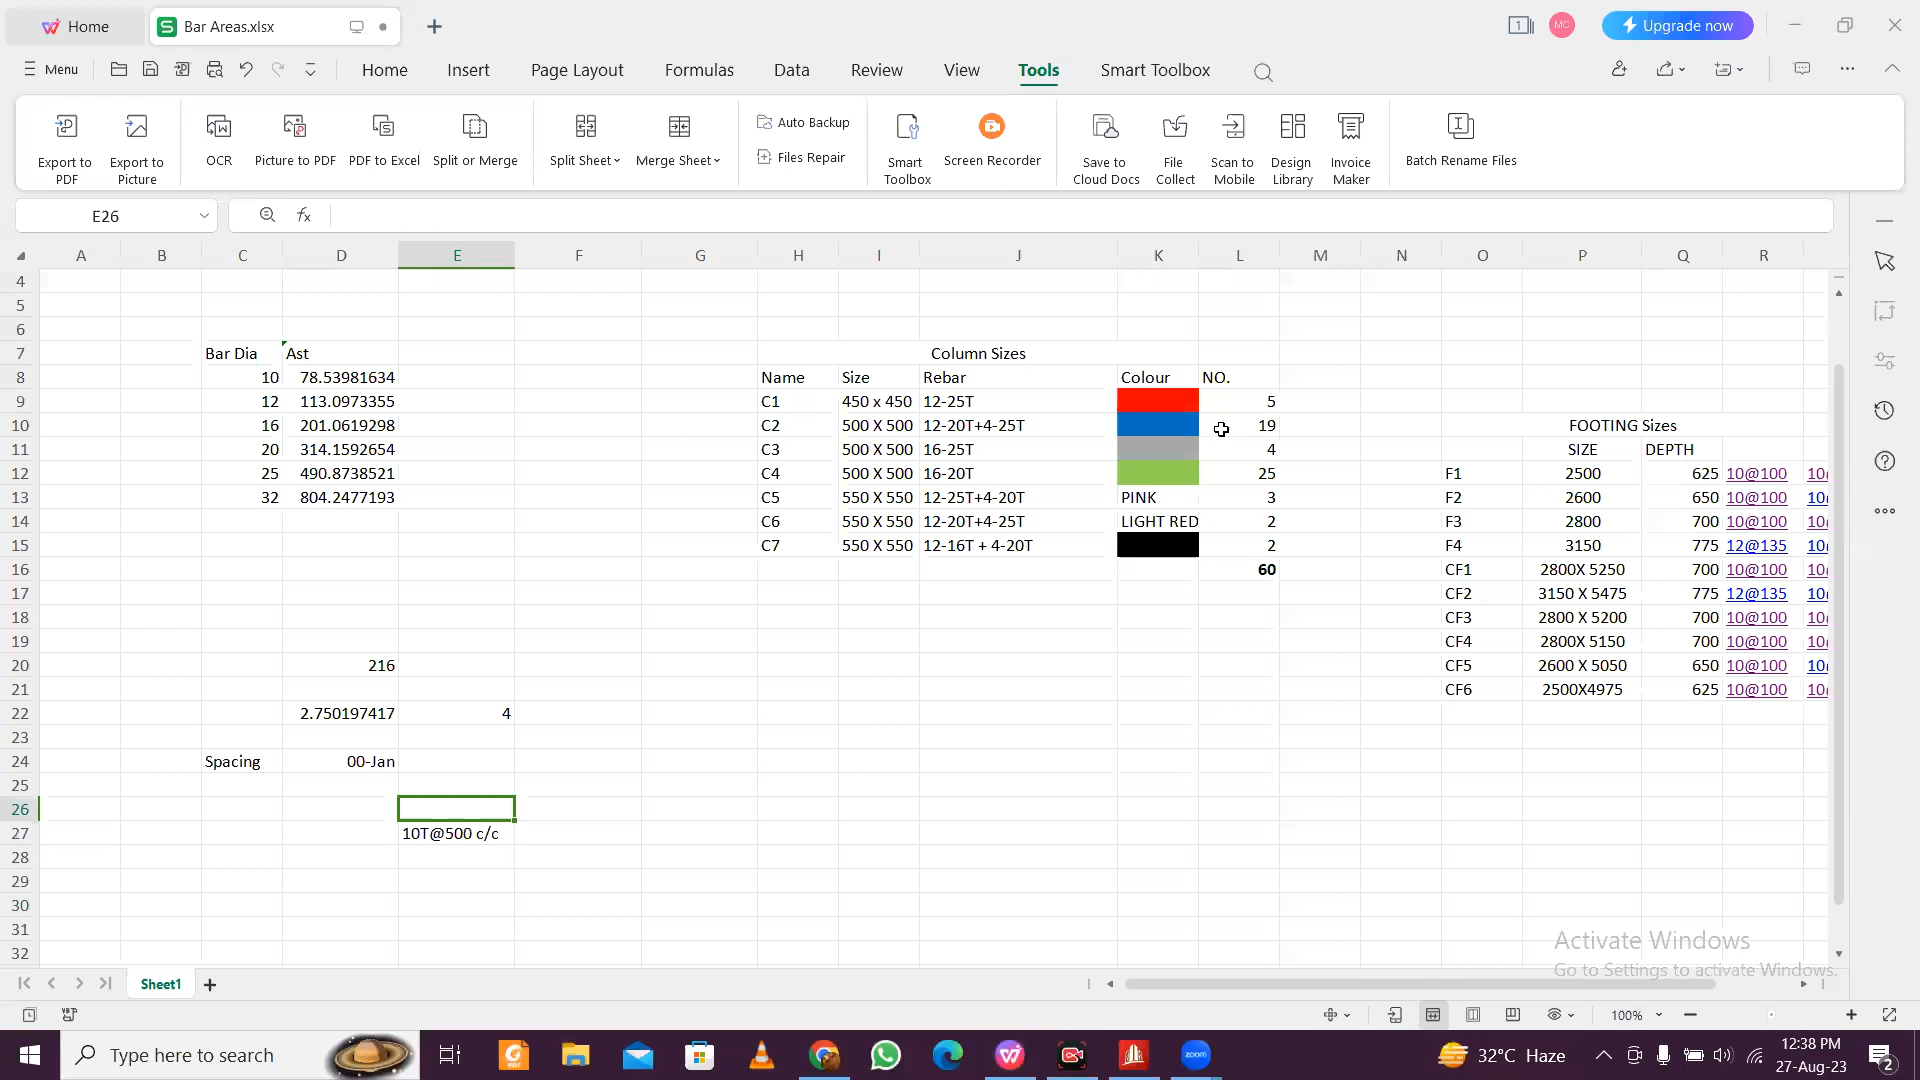 Home
Bar Areas.xlsx
1
MC
Upgrade now
Menu
Home
Insert
Page Layout
Formulas
Data
Review
View
Tools
Smart Toolbox
Export to PDF
Export to Picture
OCR
Picture to PDF
PDF to Excel
Split or Merge
Split Sheet
Merge Sheet
Auto Backup
Files Repair
Smart Toolbox
Screen Recorder
Save to Cloud Docs
File Collect
Scan to Mobile
Design Library
Invoice Maker
Batch Rename Files
E26
fx
A B C D E F G H I J K L M N O P Q R
4
5
6
7 Bar Dia Ast Column Sizes
8 10 78.53981634 Name Size Rebar Colour NO.
9 12 113.0973355 C1 450 x 450 12-25T 5
10 16 201.0619298 C2 500 X 500 12-20T+4-25T 19 FOOTING Sizes
11 20 314.1592654 C3 500 X 500 16-25T 4 SIZE DEPTH
12 25 490.8738521 C4 500 X 500 16-20T 25 F1 2500 625 10@100 10@
13 32 804.2477193 C5 550 X 550 12-25T+4-20T PINK 3 F2 2600 650 10@100 10@
14 C6 550 X 550 12-20T+4-25T LIGHT RED 2 F3 2800 700 10@100 10@
15 C7 550 X 550 12-16T + 4-20T 2 F4 3150 775 12@135 10@
16 60 CF1 2800X 5250 700 10@100 10@
17 CF2 3150 X 5475 775 12@135 10@
18 CF3 2800 X 5200 700 10@100 10@
19 CF4 2800X 5150 700 10@100 10@
20 216 CF5 2600 X 5050 650 10@100 10@
21 CF6 2500X4975 625 10@100 10@
22 2.750197417 4
23
24 Spacing 00-Jan
25
26
27 10T@500 c/c
28
29
30
31
32
Activate Windows
Go to Settings to activate Windows.
Sheet1
100%
Type here to search
zoom
32°C Haze
12:38 PM
27-Aug-23
2